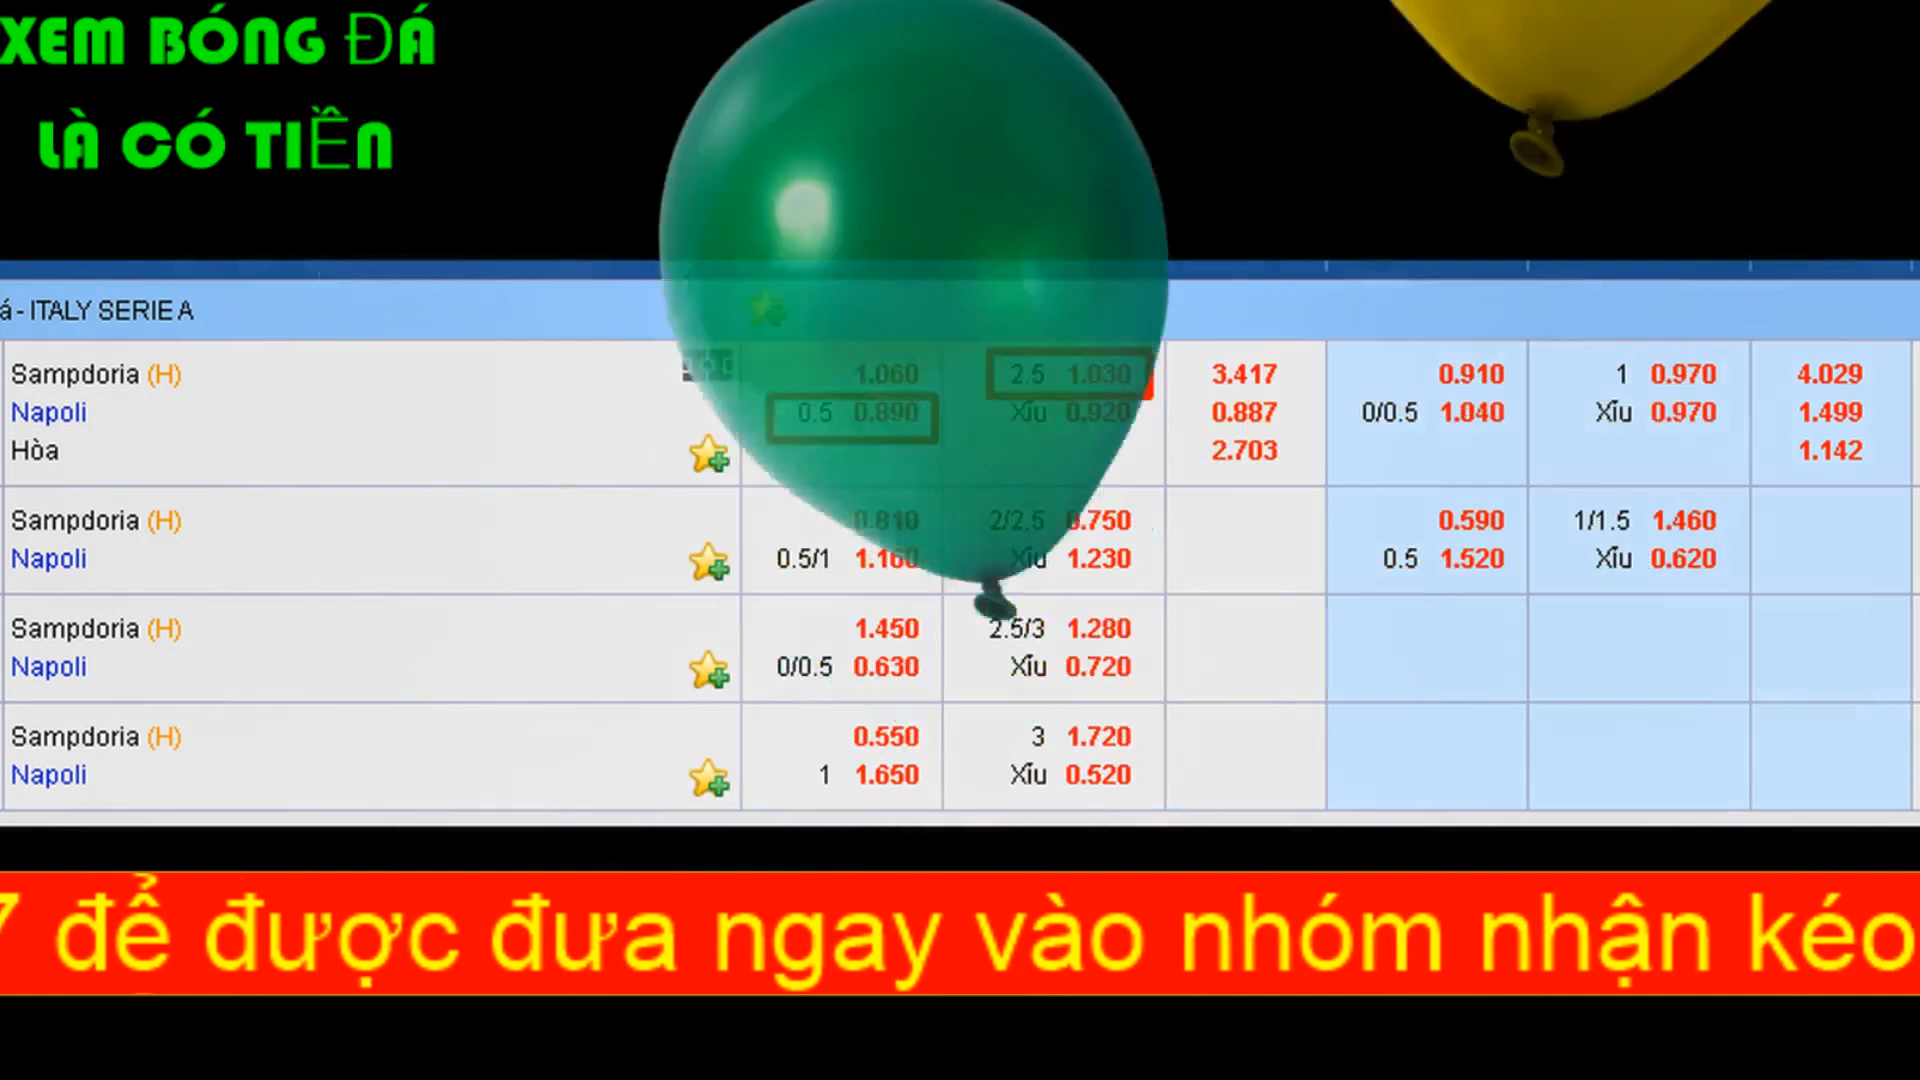 XEM BÓNG ĐÁ
LÀ CÓ TIỀN
á - ITALY SERIE A
Sampdoria (H) 1.060 2.5 1.030 3.417 0.910 1 0.970 4.029
Napoli 0.5 0.890 Xỉu 0.920 0.887 0/0.5 1.040 Xỉu 0.970 1.499
Hòa 2.703 1.142
Sampdoria (H) 0.810 2/2.5 0.750 0.590 1/1.5 1.460
Napoli 0.5/1 1.160 Xỉu 1.230 0.5 1.520 Xỉu 0.620
Sampdoria (H) 1.450 2.5/3 1.280
Napoli 0/0.5 0.630 Xỉu 0.720
Sampdoria (H) 0.550 3 1.720
Napoli 1 1.650 Xỉu 0.520
7 để được đưa ngay vào nhóm nhận kéo